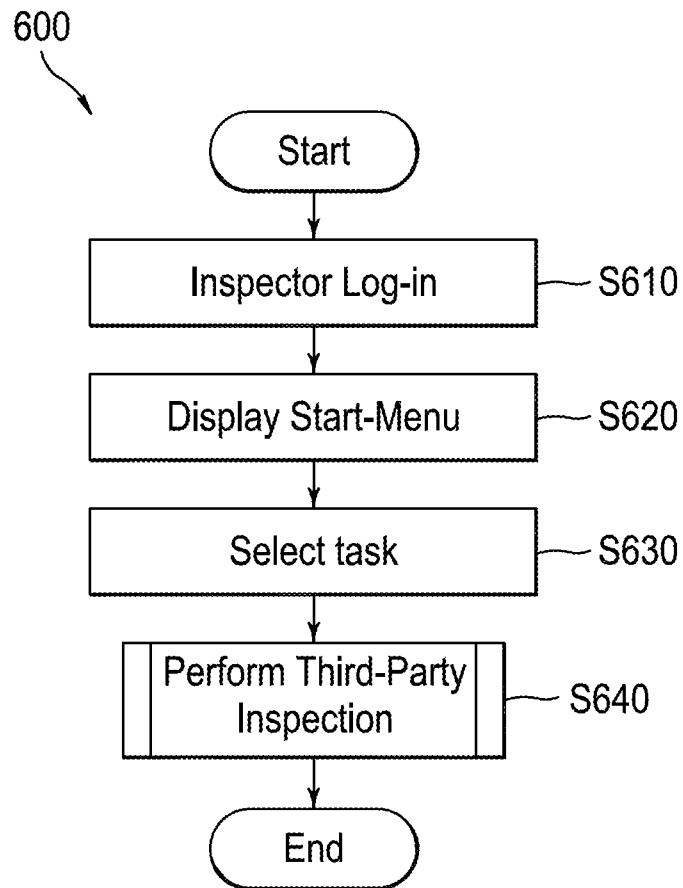 600
Start
Inspector Log-in
S610
Display Start-Menu
S620
Select task
S630
Perform Third-Party
Inspection
S640
End